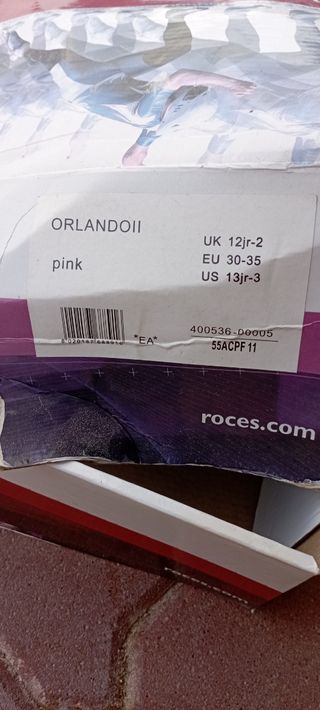 ORLANDOII
UK 12jr-2
pink
EU 30-35
US 13jr-3
400536-00005
*EA*
55ACPF 11
roces.com